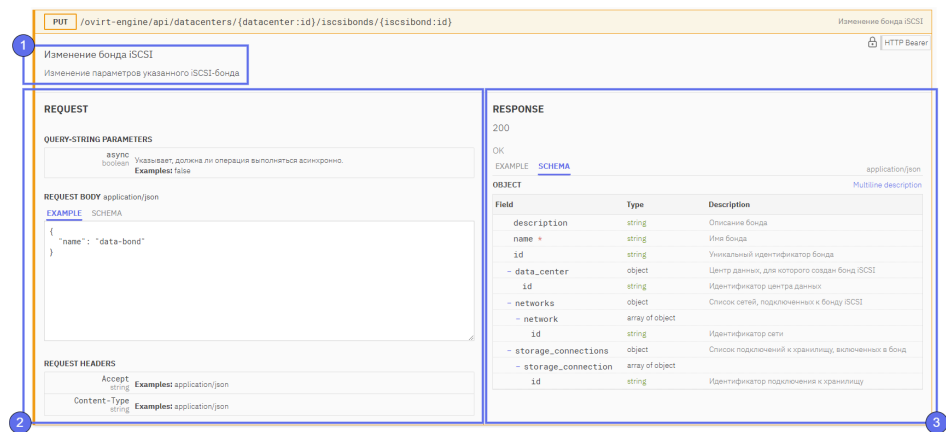 PUT /ovirt-engine/api/datacenters/{datacenter:id}/iscsibonds/{iscsibond:id} Изменение бонда iSCSI
HTTP Bearer
1
Изменение бонда iSCSI
Изменение параметров указанного iSCSI-бонда
REQUEST
QUERY-STRING PARAMETERS
async
boolean
Указывает, должна ли операция выполняться асинхронно.
Examples: false
REQUEST BODY application/json
EXAMPLE SCHEMA
{
"name": "data-bond"
}
REQUEST HEADERS
Accept
string
Examples: application/json
Content-Type
string
Examples: application/json
2
RESPONSE
200
OK
EXAMPLE SCHEMA application/json
OBJECT Multiline description
Field Type Description
description string Описание бонда
name * string Имя бонда
id string Уникальный идентификатор бонда
− data_center object Центр данных, для которого создан бонд iSCSI
id string Идентификатор центра данных
− networks object Список сетей, подключенных к бонду iSCSI
− network array of object
id string Идентификатор сети
− storage_connections object Список подключений к хранилищу, включенных в бонд
− storage_connection array of object
id string Идентификатор подключения к хранилищу
3